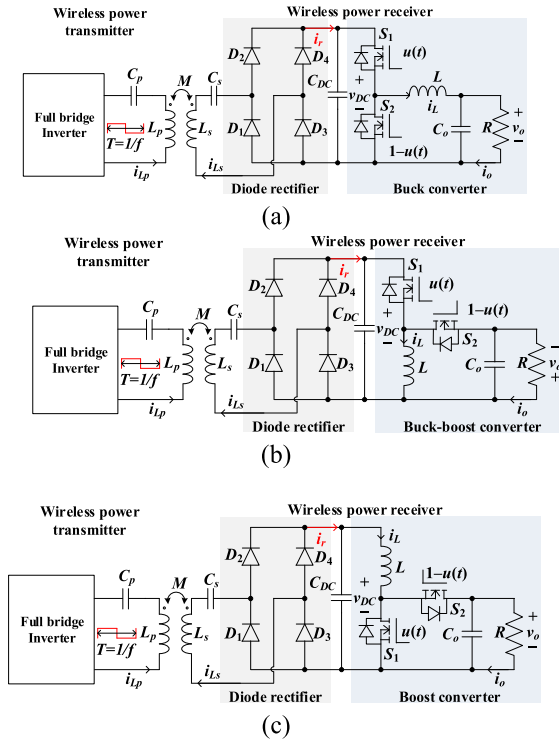 Wireless power transmitter
Wireless power receiver
Full bridge Inverter
C_p
M
C_s
T=1/f
L_p
L_s
i_Lp
i_Ls
D_2
D_4
D_1
D_3
i_r
C_DC
+
v_DC
−
S_1
u(t)
S_2
1−u(t)
L
i_L
C_o
R
+
v_o
−
i_o
Diode rectifier
Buck converter
(a)
Wireless power transmitter
Wireless power receiver
Full bridge Inverter
C_p
M
C_s
T=1/f
L_p
L_s
i_Lp
i_Ls
D_2
D_4
D_1
D_3
i_r
C_DC
+
v_DC
−
S_1
u(t)
1−u(t)
S_2
i_L
L
C_o
R
−
v_o
+
i_o
Diode rectifier
Buck-boost converter
(b)
Wireless power transmitter
Wireless power receiver
Full bridge Inverter
C_p
M
C_s
T=1/f
L_p
L_s
i_Lp
i_Ls
D_2
D_4
D_1
D_3
i_r
C_DC
+
v_DC
−
i_L
L
1−u(t)
S_2
u(t)
S_1
C_o
R
+
v_o
−
i_o
Diode rectifier
Boost converter
(c)